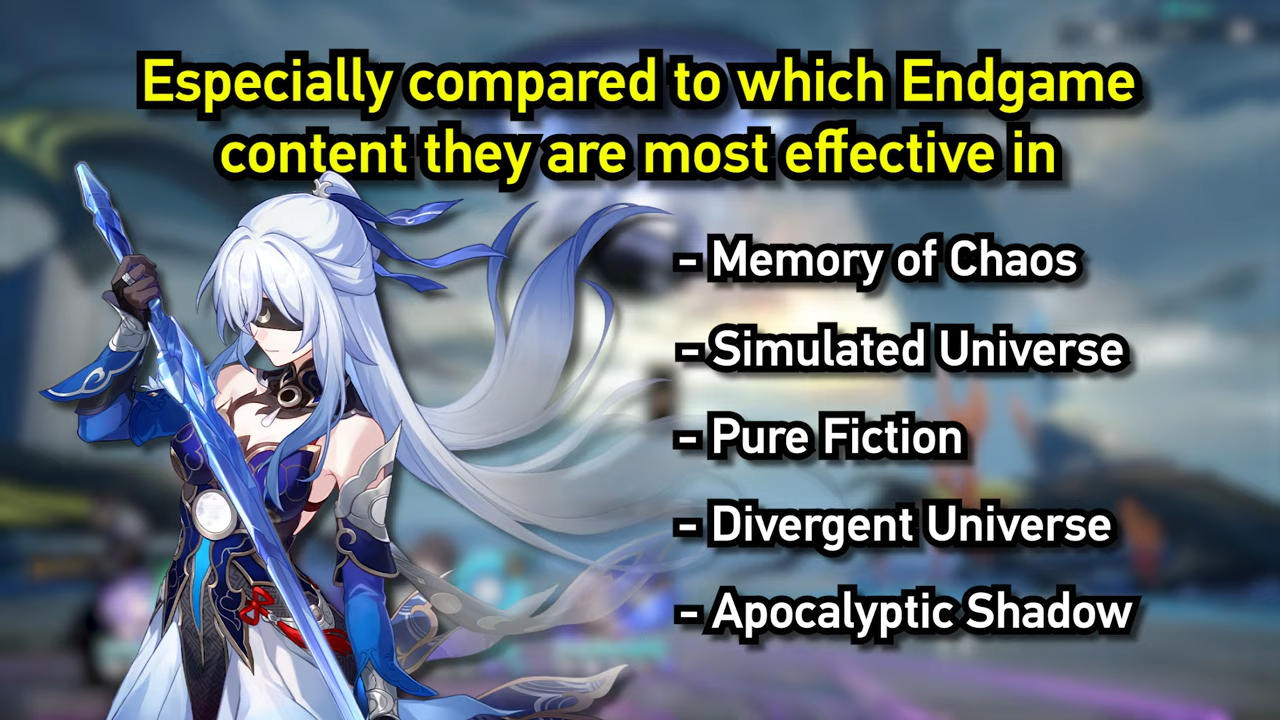 Especially compared to which Endgame
content they are most effective in
- Memory of Chaos
- Simulated Universe
- Pure Fiction
- Divergent Universe
- Apocalyptic Shadow